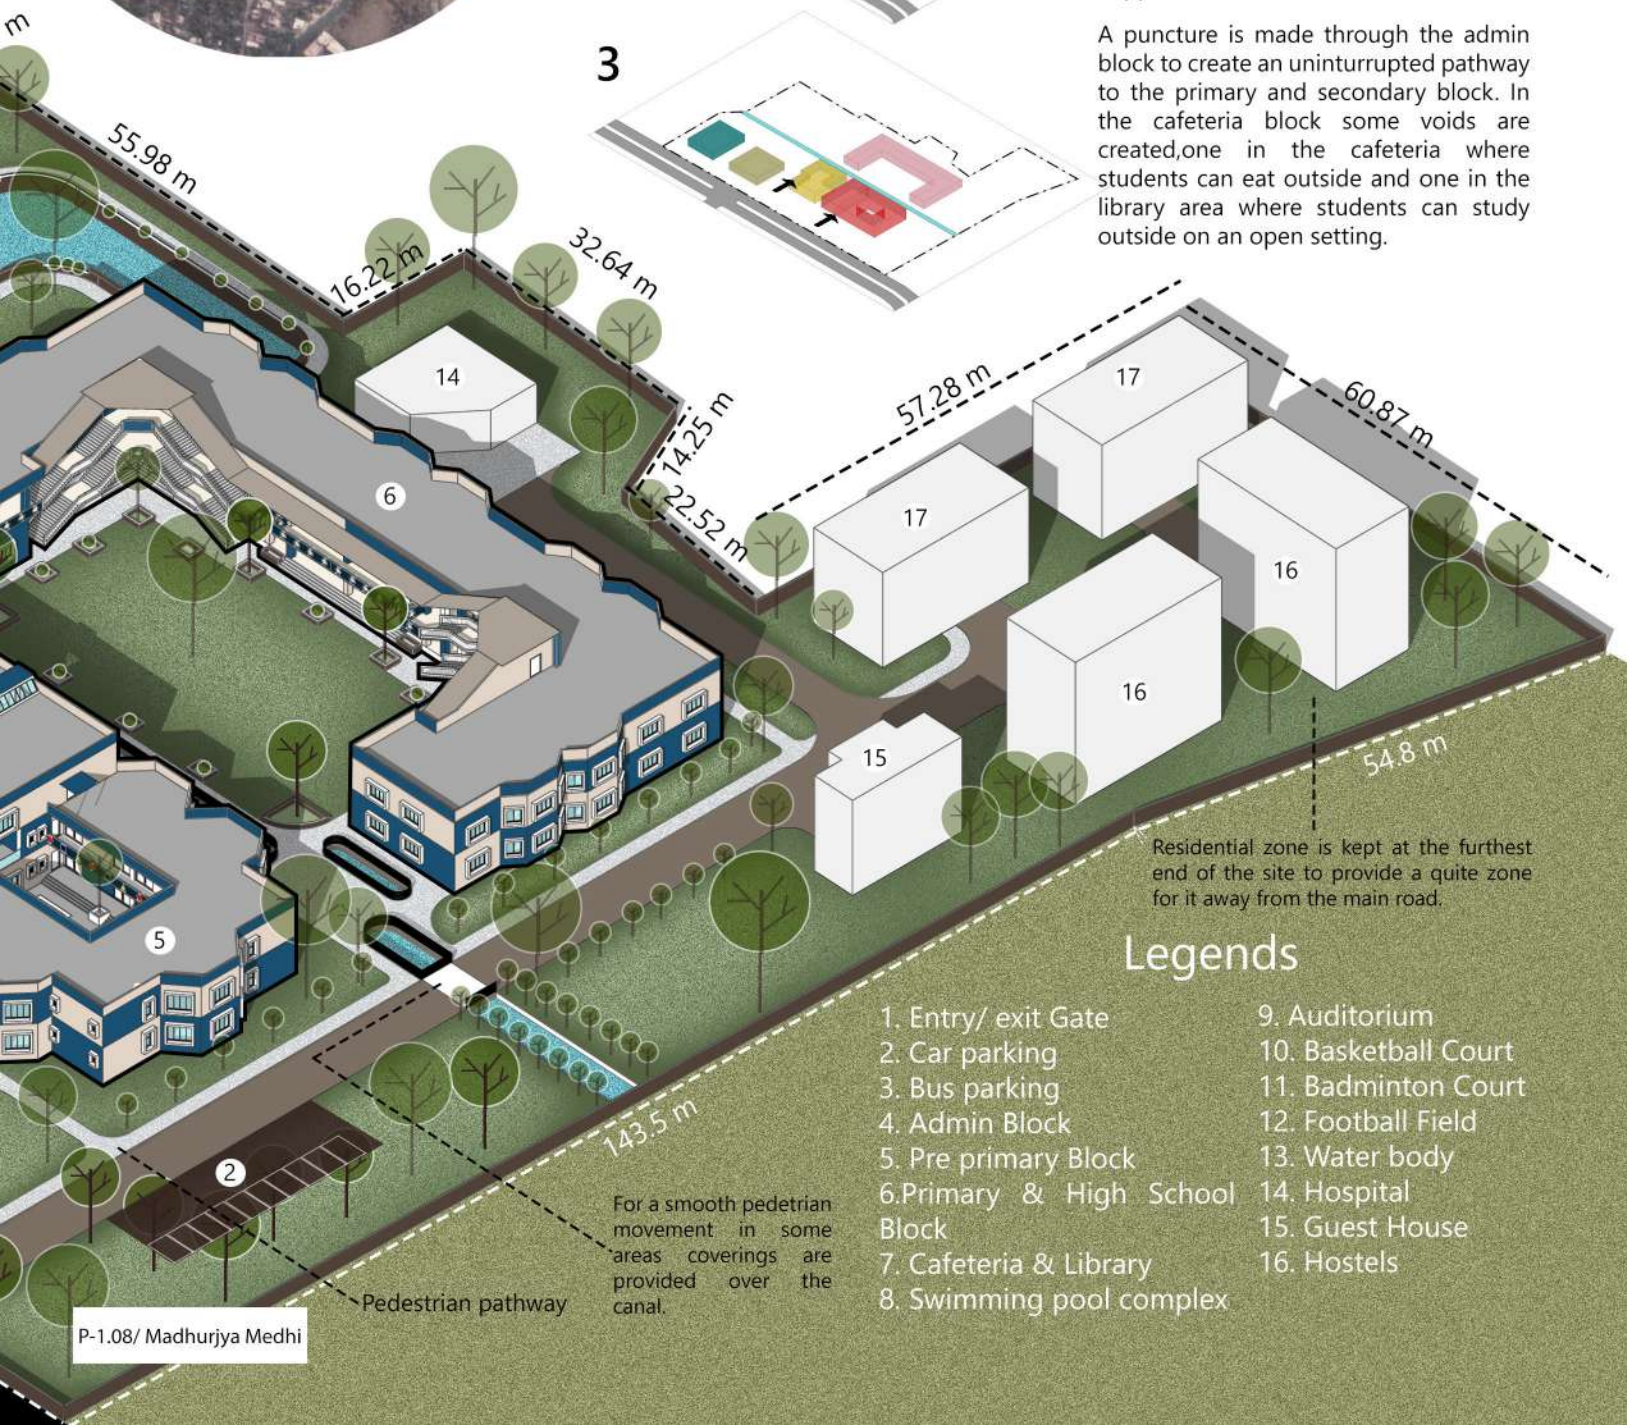 m
3
A puncture is made through the admin
block to create an uninturrupted pathway
to the primary and secondary block. In
the cafeteria block some voids are
created,one in the cafeteria where
students can eat outside and one in the
library area where students can study
outside on an open setting.
55.98 m
16.22 m
32.64 m
14.25 m
22.52 m
57.28 m
60.87 m
14
17
6
17
16
16
15
5
2
54.8 m
143.5 m
Residential zone is kept at the furthest
end of the site to provide a quite zone
for it away from the main road.
Legends
1. Entry/ exit Gate
2. Car parking
3. Bus parking
4. Admin Block
5. Pre primary Block
6.Primary & High School
Block
7. Cafeteria & Library
8. Swimming pool complex
9. Auditorium
10. Basketball Court
11. Badminton Court
12. Football Field
13. Water body
14. Hospital
15. Guest House
16. Hostels
For a smooth pedetrian
movement in some
areas coverings are
provided over the
canal.
Pedestrian pathway
P-1.08/ Madhurjya Medhi